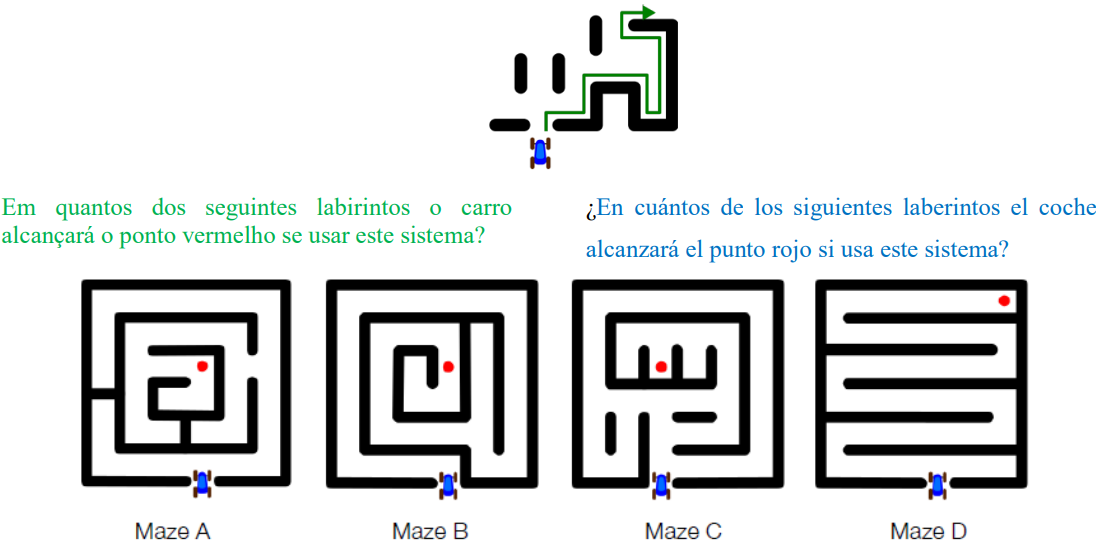 Em quantos dos seguintes labirintos o carro
alcançará o ponto vermelho se usar este sistema?
¿En cuántos de los siguientes laberintos el coche
alcanzará el punto rojo si usa este sistema?
Maze A
Maze B
Maze C
Maze D